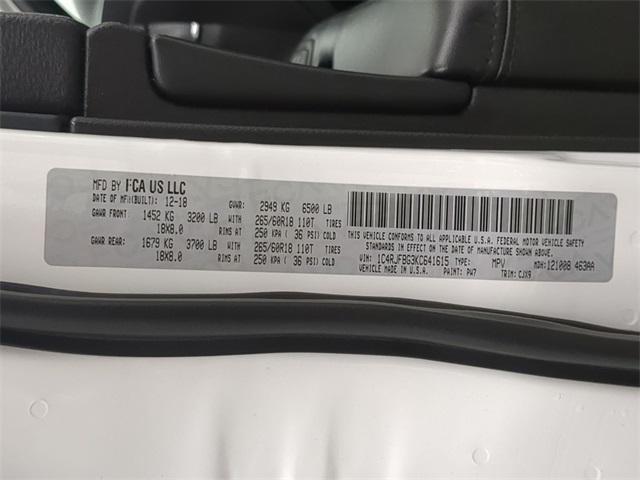 MFD BY FCA US LLC
DATE OF MFR(BUILT): 12-18 GVWR: 2949 KG 6500 LB
GAWR FRONT: 1452 KG 3200 LB WITH 265/60R18 110T TIRES
18X8.0 RIMS AT 250 KPA ( 36 PSI) COLD
GAWR REAR: 1679 KG 3700 LB WITH 265/60R18 110T TIRES
18X8.0 RIMS AT 250 KPA ( 36 PSI) COLD
THIS VEHICLE CONFORMS TO ALL APPLICABLE U.S.A. FEDERAL MOTOR VEHICLE SAFETY
STANDARDS IN EFFECT ON THE DATE OF MANUFACTURE SHOWN ABOVE.
VIN: 1C4RJFBG3KC641615 TYPE: MPV MDH:121008 463AA
VEHICLE MADE IN U.S.A. PAINT: PW7 TRIM: CJX9